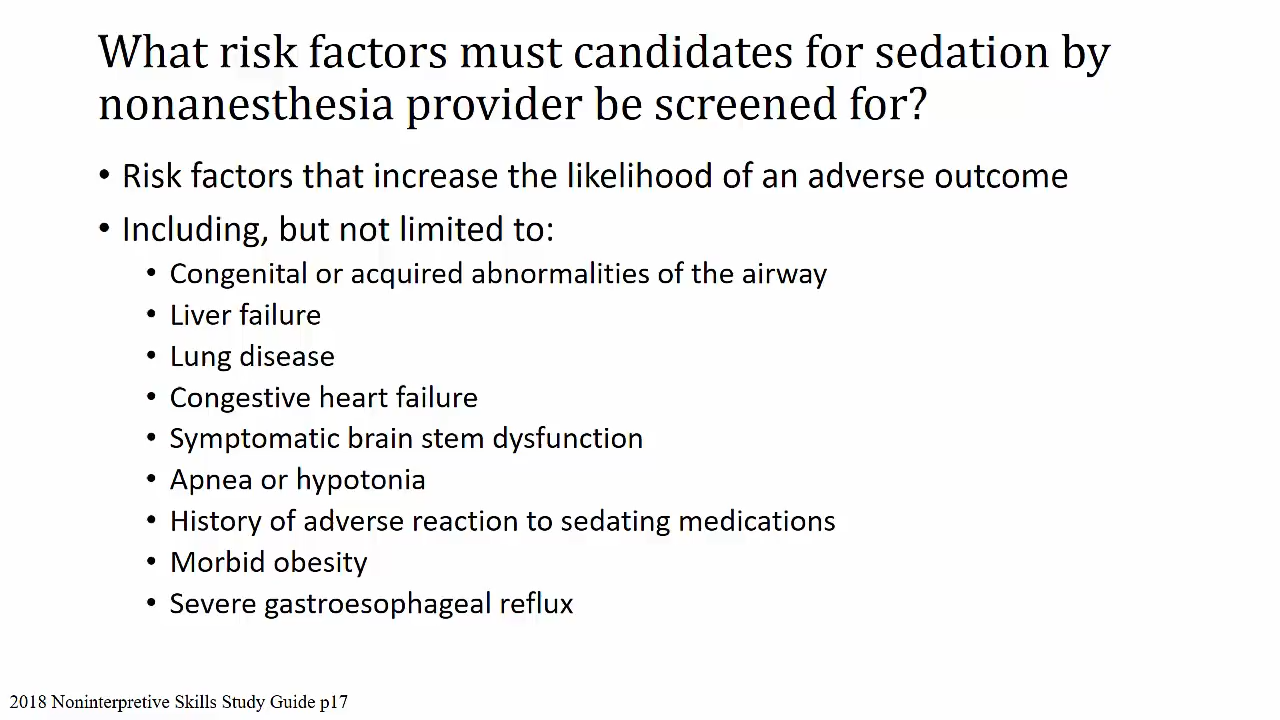 What risk factors must candidates for sedation by
nonanesthesia provider be screened for?
• Risk factors that increase the likelihood of an adverse outcome
• Including, but not limited to:
• Congenital or acquired abnormalities of the airway
• Liver failure
• Lung disease
• Congestive heart failure
• Symptomatic brain stem dysfunction
• Apnea or hypotonia
• History of adverse reaction to sedating medications
• Morbid obesity
• Severe gastroesophageal reflux
2018 Noninterpretive Skills Study Guide p17